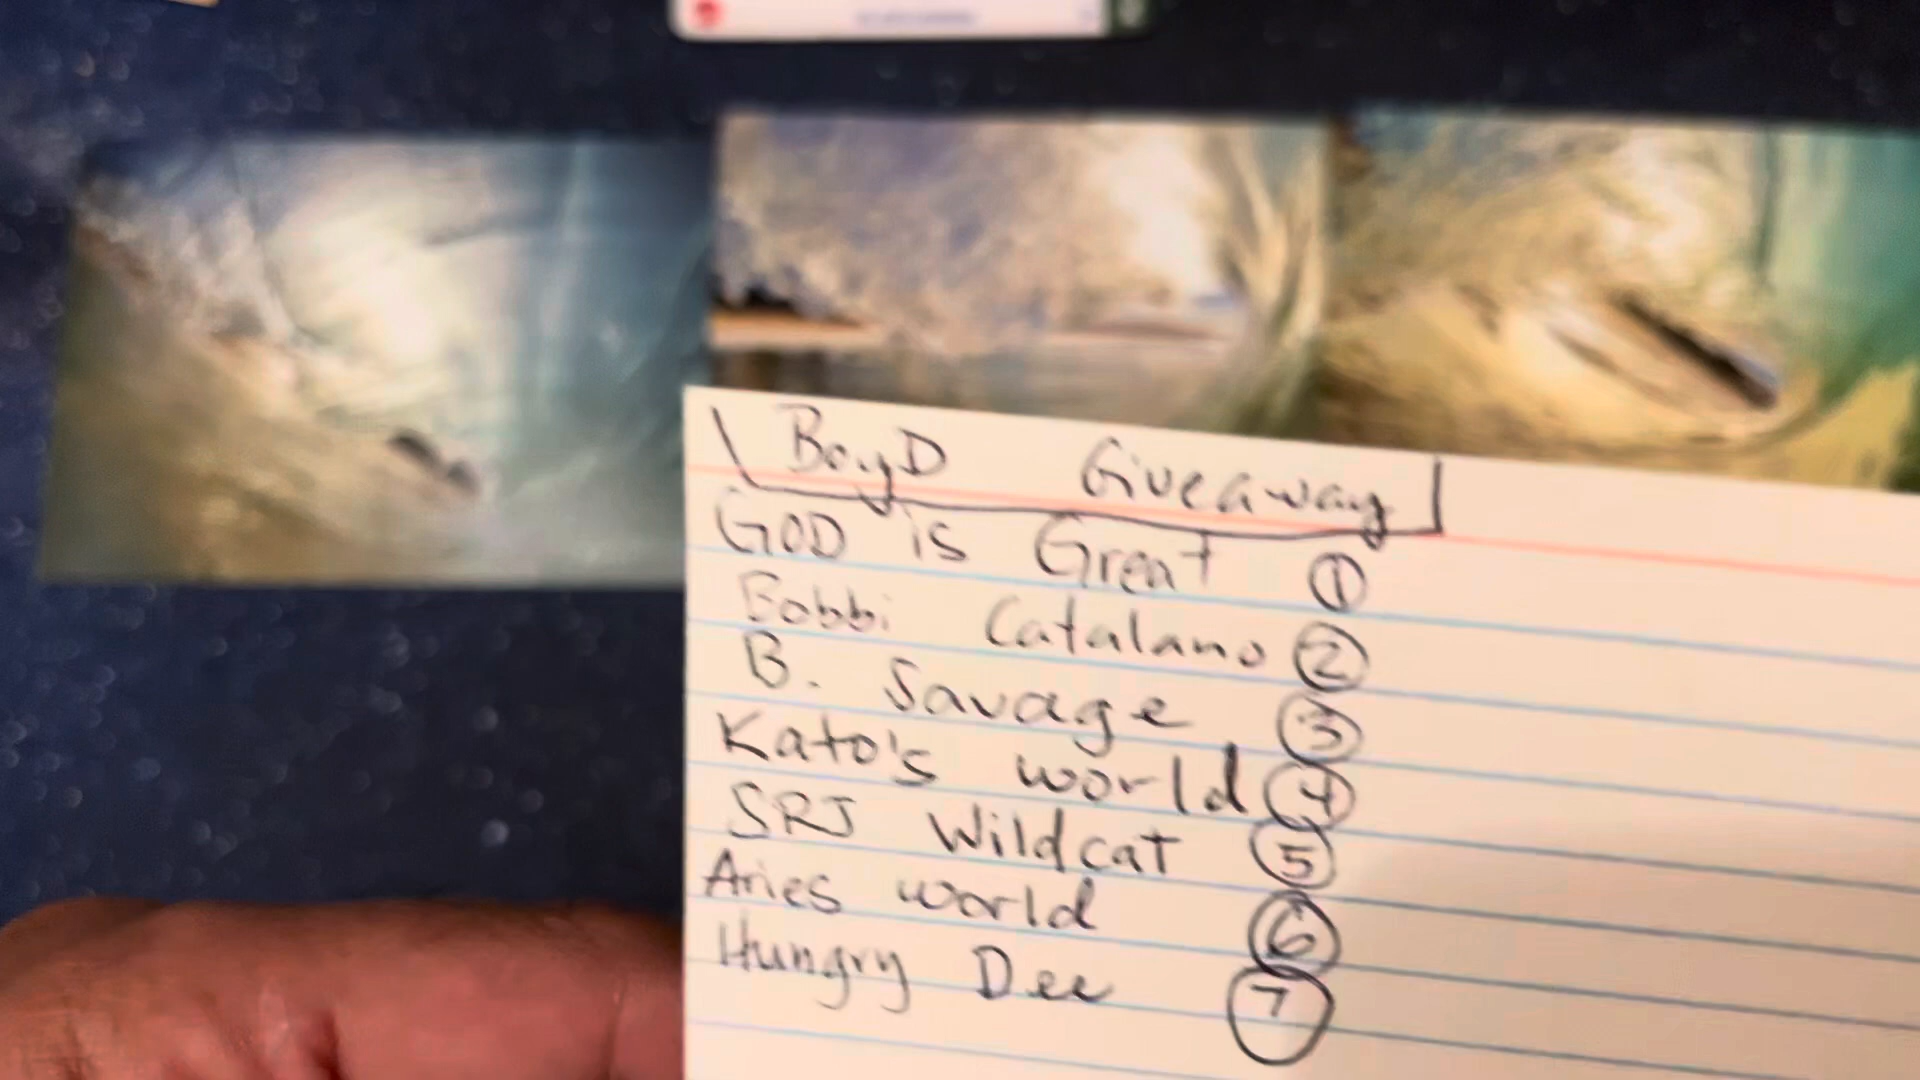 BoyD Giveaway
GOD is Great ①
Bobbi Catalano ②
B. Savage ③
Kato's world ④
SRJ Wildcat ⑤
Aries world ⑥
Hungry Dee ⑦